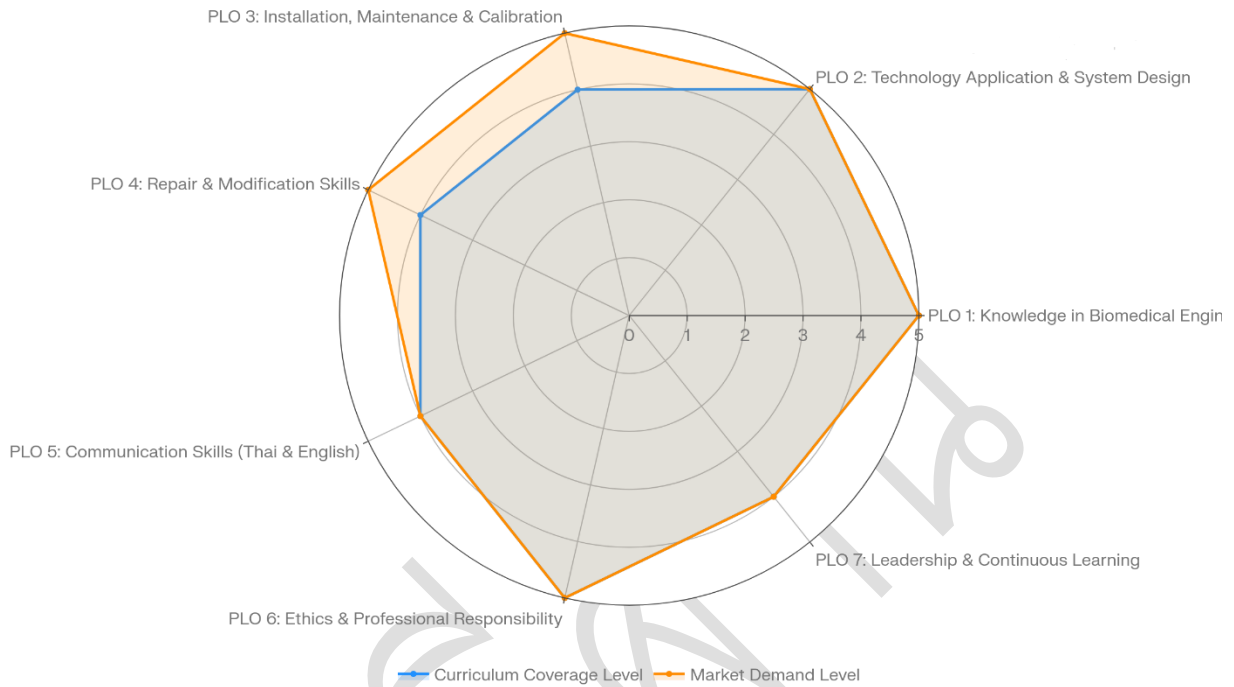 PLO 3: Installation, Maintenance & Calibration
PLO 2: Technology Application & System Design
PLO 4: Repair & Modification Skills
0 1 2 3 4 5
PLO 1: Knowledge in Biomedical Engin
PLO 5: Communication Skills (Thai & English)
PLO 7: Leadership & Continuous Learning
PLO 6: Ethics & Professional Responsibility
Curriculum Coverage Level
Market Demand Level